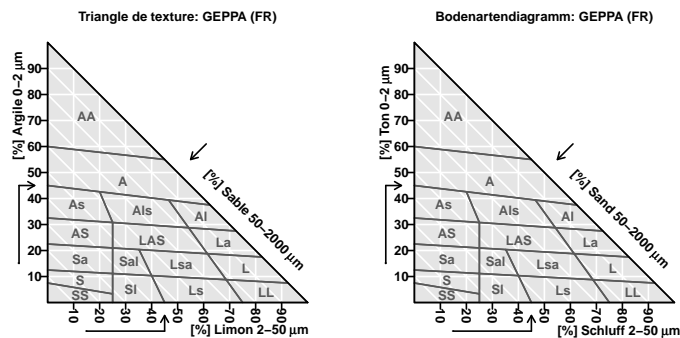 Triangle de texture: GEPPA (FR)
90
80
70
60
50
40
30
20
10
[%] Argile 0−2 µm
AA
A
As
Als
Al
AS
LAS
La
Sa
Sal
Lsa
L
S
SS
Sl
Ls
LL
[%] Sable 50−2000 µm
10
20
30
40
50
60
70
80
90
[%] Limon 2−50 µm
Bodenartendiagramm: GEPPA (FR)
90
80
70
60
50
40
30
20
10
[%] Ton 0−2 µm
AA
A
As
Als
Al
AS
LAS
La
Sa
Sal
Lsa
L
S
SS
Sl
Ls
LL
[%] Sand 50−2000 µm
10
20
30
40
50
60
70
80
90
[%] Schluff 2−50 µm